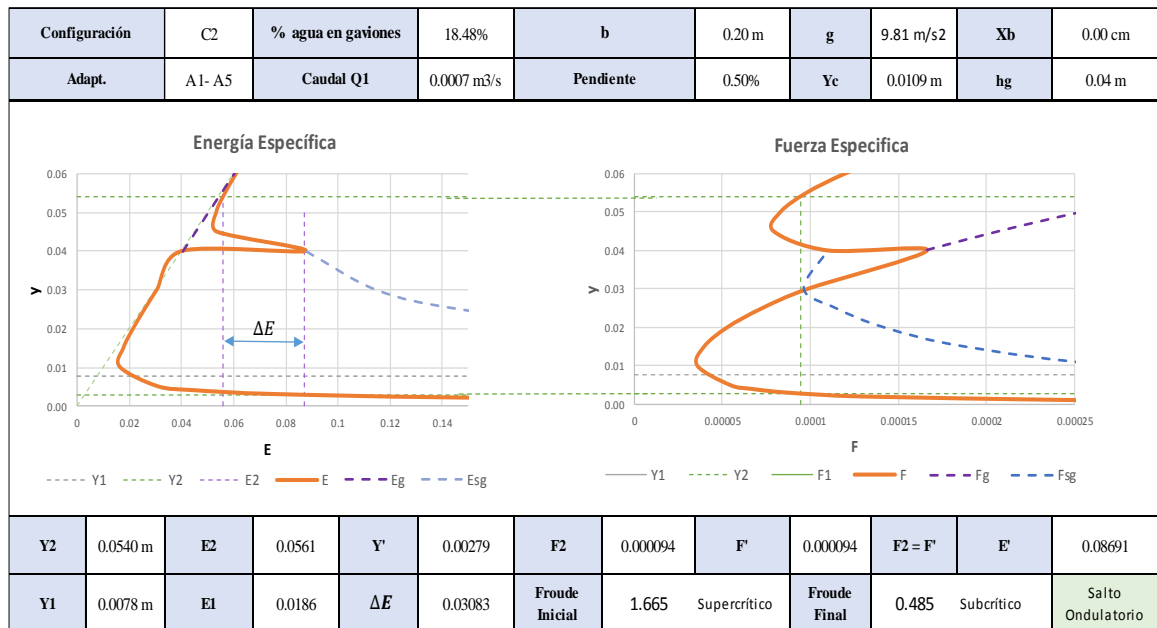 Configuración C2 % agua en gaviones 18.48% b 0.20 m g 9.81 m/s2 Xb 0.00 cm
Adapt. A1- A5 Caudal Q1 0.0007 m3/s Pendiente 0.50% Yc 0.0109 m hg 0.04 m
Energía Específica
0.06
0.05
0.04
0.03
0.02
0.01
0.00
y
ΔE
0 0.02 0.04 0.06 0.08 0.1 0.12 0.14
E
Y1 Y2 E2 E Eg Esg
Fuerza Especifica
0.06
0.05
0.04
0.03
0.02
0.01
0.00
y
0 0.00005 0.0001 0.00015 0.0002 0.00025
F
Y1 Y2 F1 F Fg Fsg
Y2 0.0540 m E2 0.0561 Y' 0.00279 F2 0.000094 F' 0.000094 F2 = F' E' 0.08691
Y1 0.0078 m E1 0.0186 ΔE 0.03083 Froude Inicial 1.665 Supercrítico Froude Final 0.485 Subcrítico Salto Ondulatorio